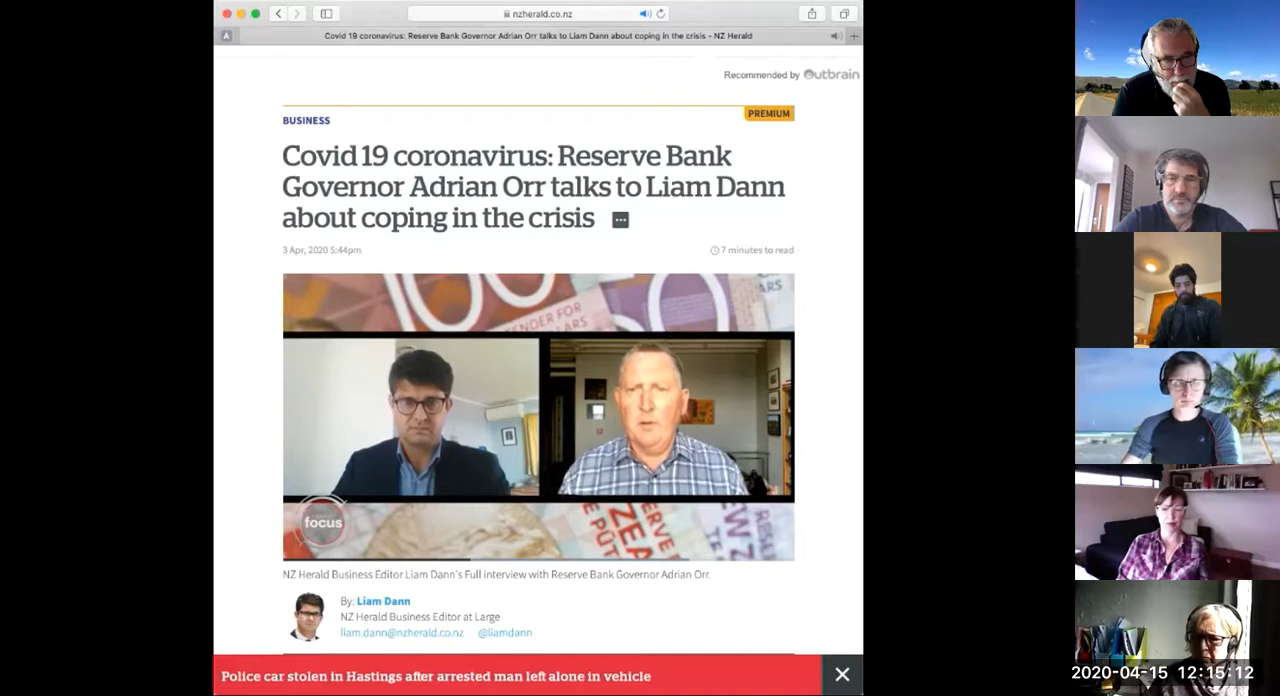 nzherald.co.nz
A
Covid 19 coronavirus: Reserve Bank Governor Adrian Orr talks to Liam Dann about coping in the crisis - NZ Herald
Recommended by Outbrain
PREMIUM
BUSINESS
Covid 19 coronavirus: Reserve Bank
Governor Adrian Orr talks to Liam Dann
about coping in the crisis
3 Apr, 2020 5:44pm
7 minutes to read
TENDER FOR
focus
NZ Herald Business Editor Liam Dann's Full interview with Reserve Bank Governor Adrian Orr.
By: Liam Dann
NZ Herald Business Editor at Large
liam.dann@nzherald.co.nz @liamdann
Police car stolen in Hastings after arrested man left alone in vehicle
2020-04-15 12:15:12